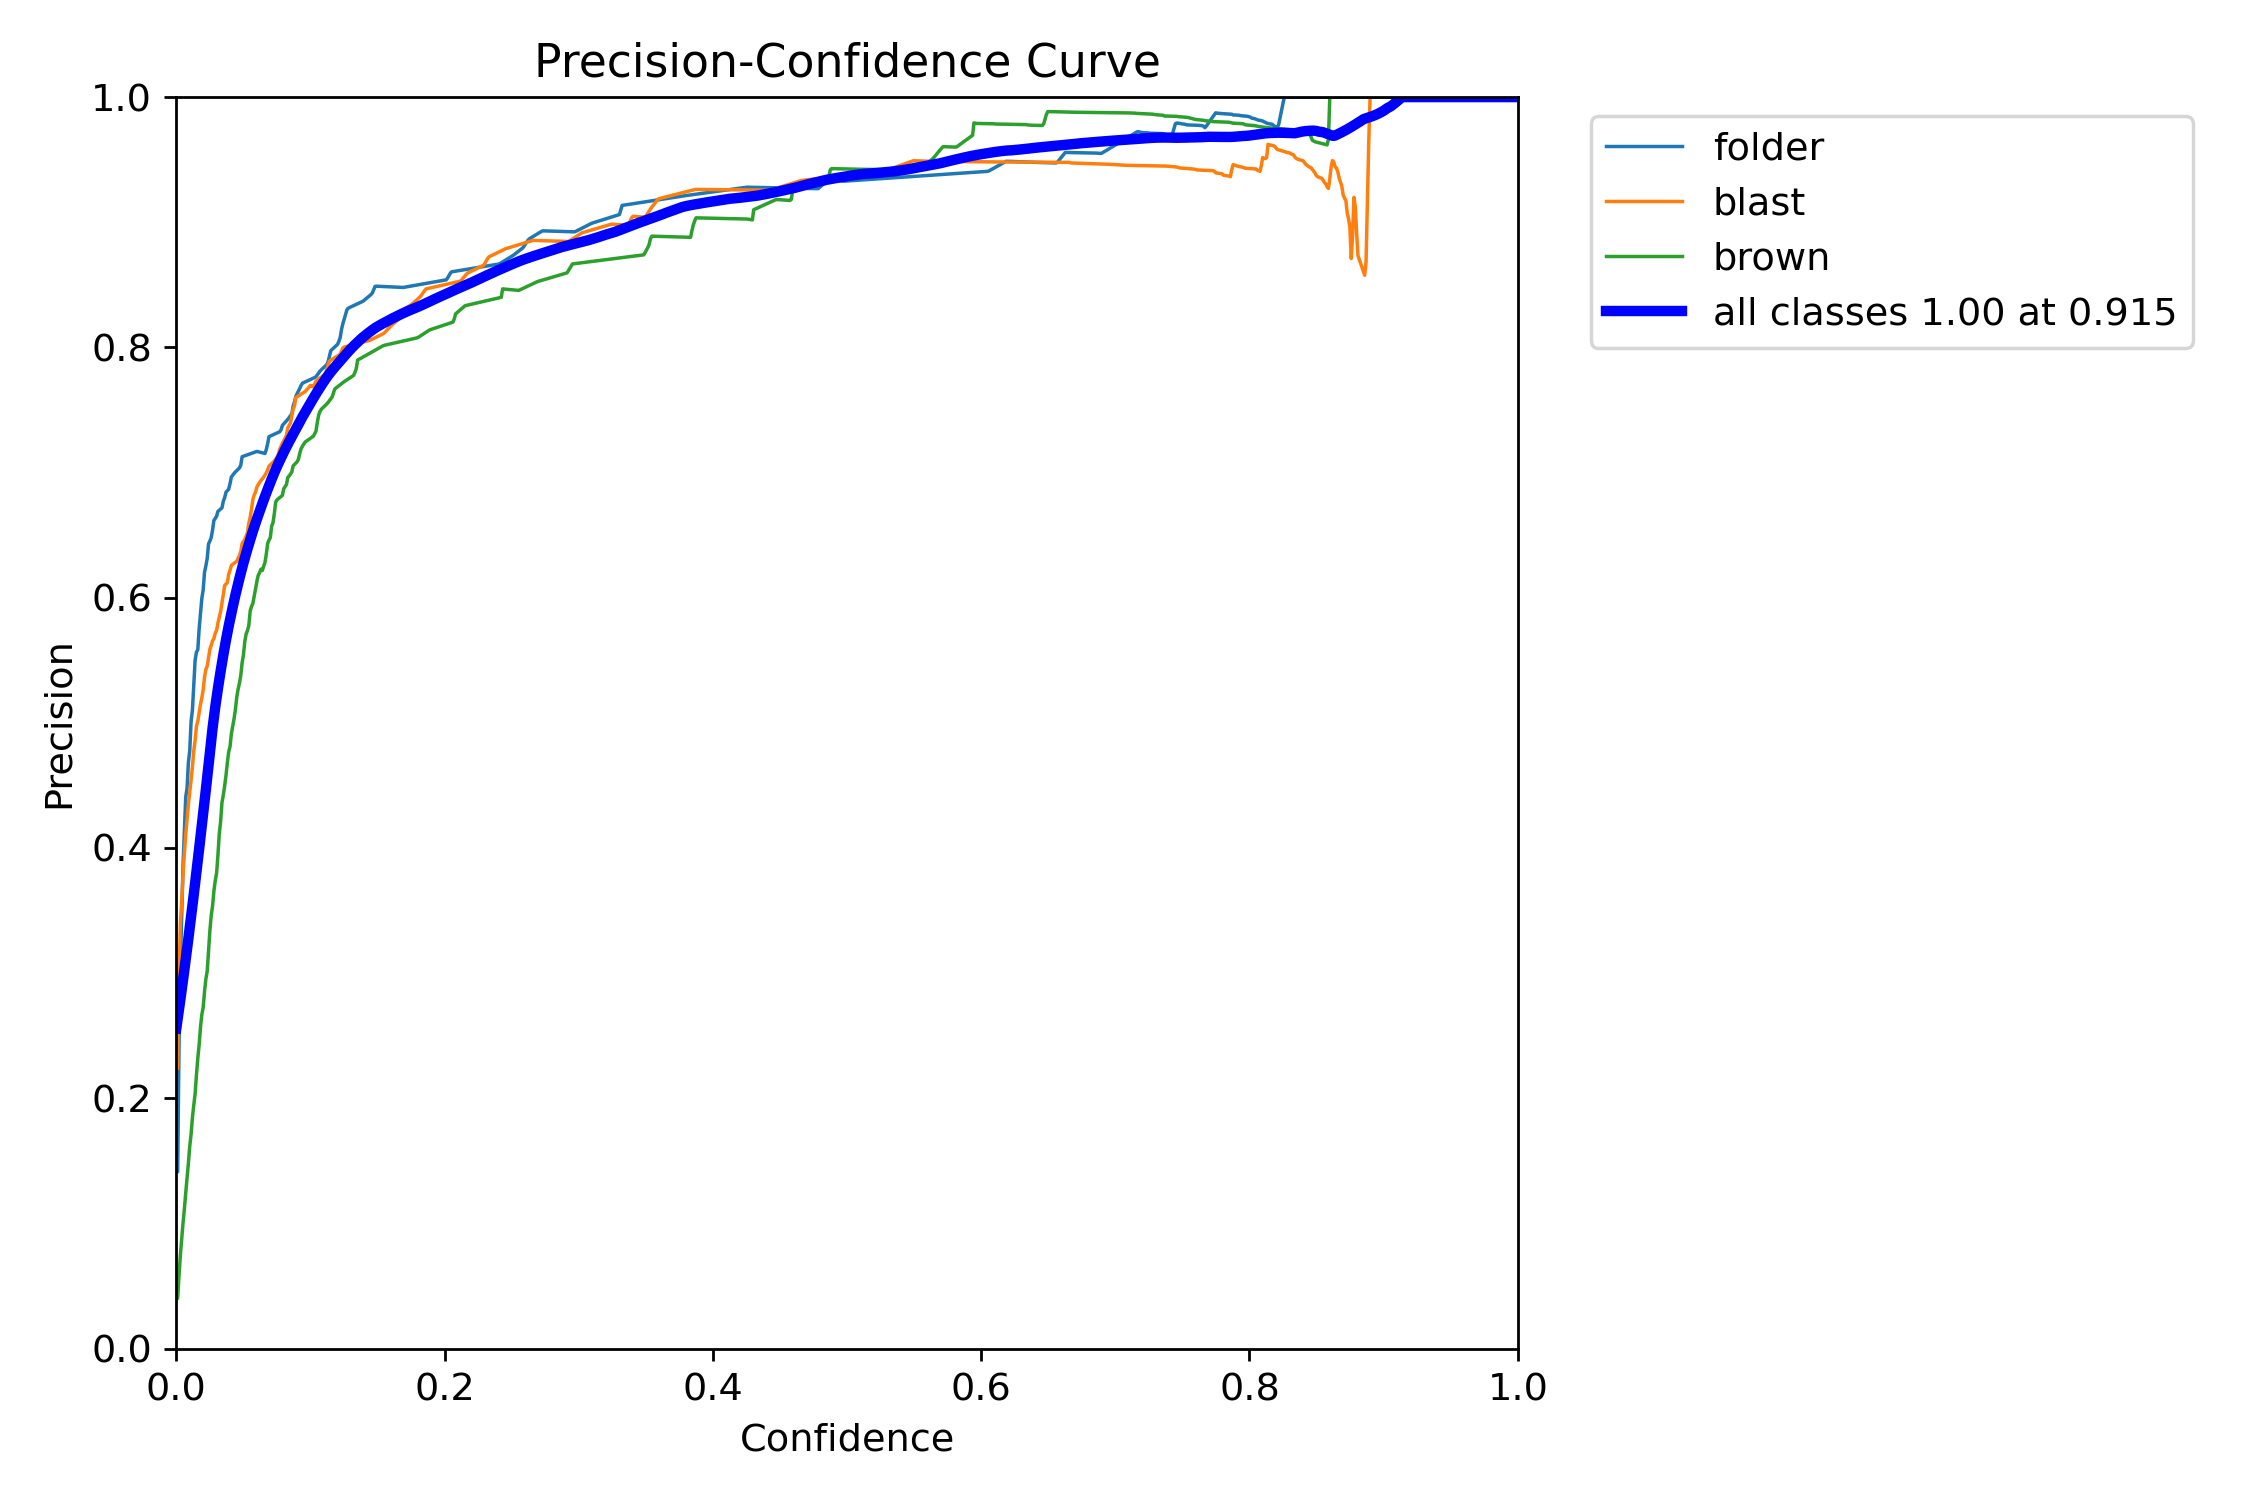 Precision-Confidence Curve
1.0
0.8
0.6
0.4
0.2
0.0
Precision
0.0 0.2 0.4 0.6 0.8 1.0
Confidence
folder
blast
brown
all classes 1.00 at 0.915